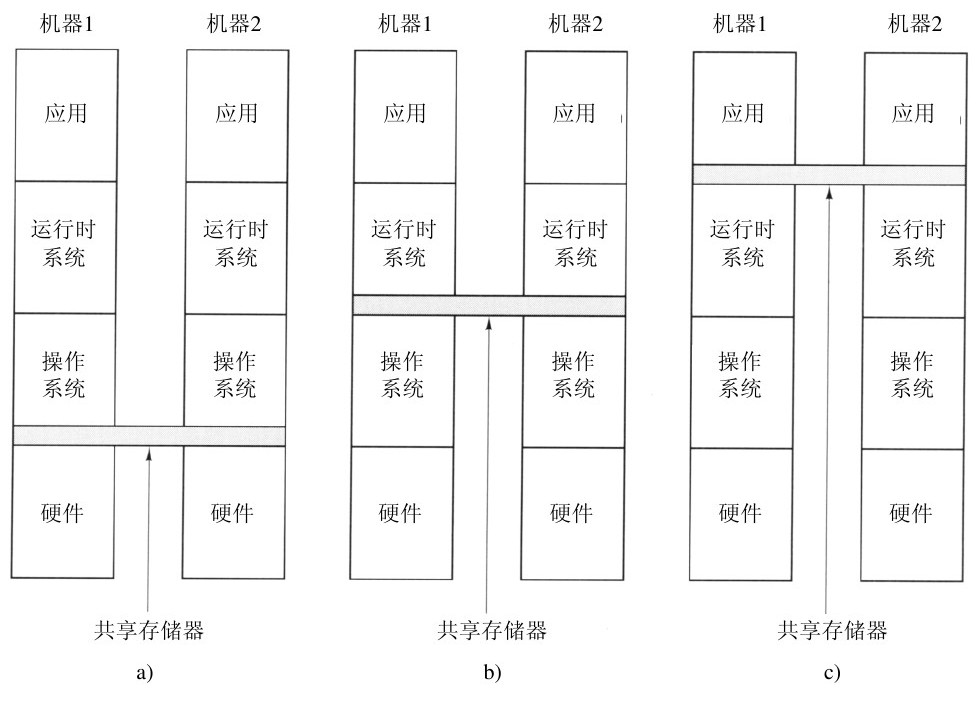 机器1 机器2
应用 应用
运行时 运行时
系统 系统
操作 操作
系统 系统
硬件 硬件
共享存储器
a)
机器1 机器2
应用 应用
运行时 运行时
系统 系统
操作 操作
系统 系统
硬件 硬件
共享存储器
b)
机器1 机器2
应用 应用
运行时 运行时
系统 系统
操作 操作
系统 系统
硬件 硬件
共享存储器
c)